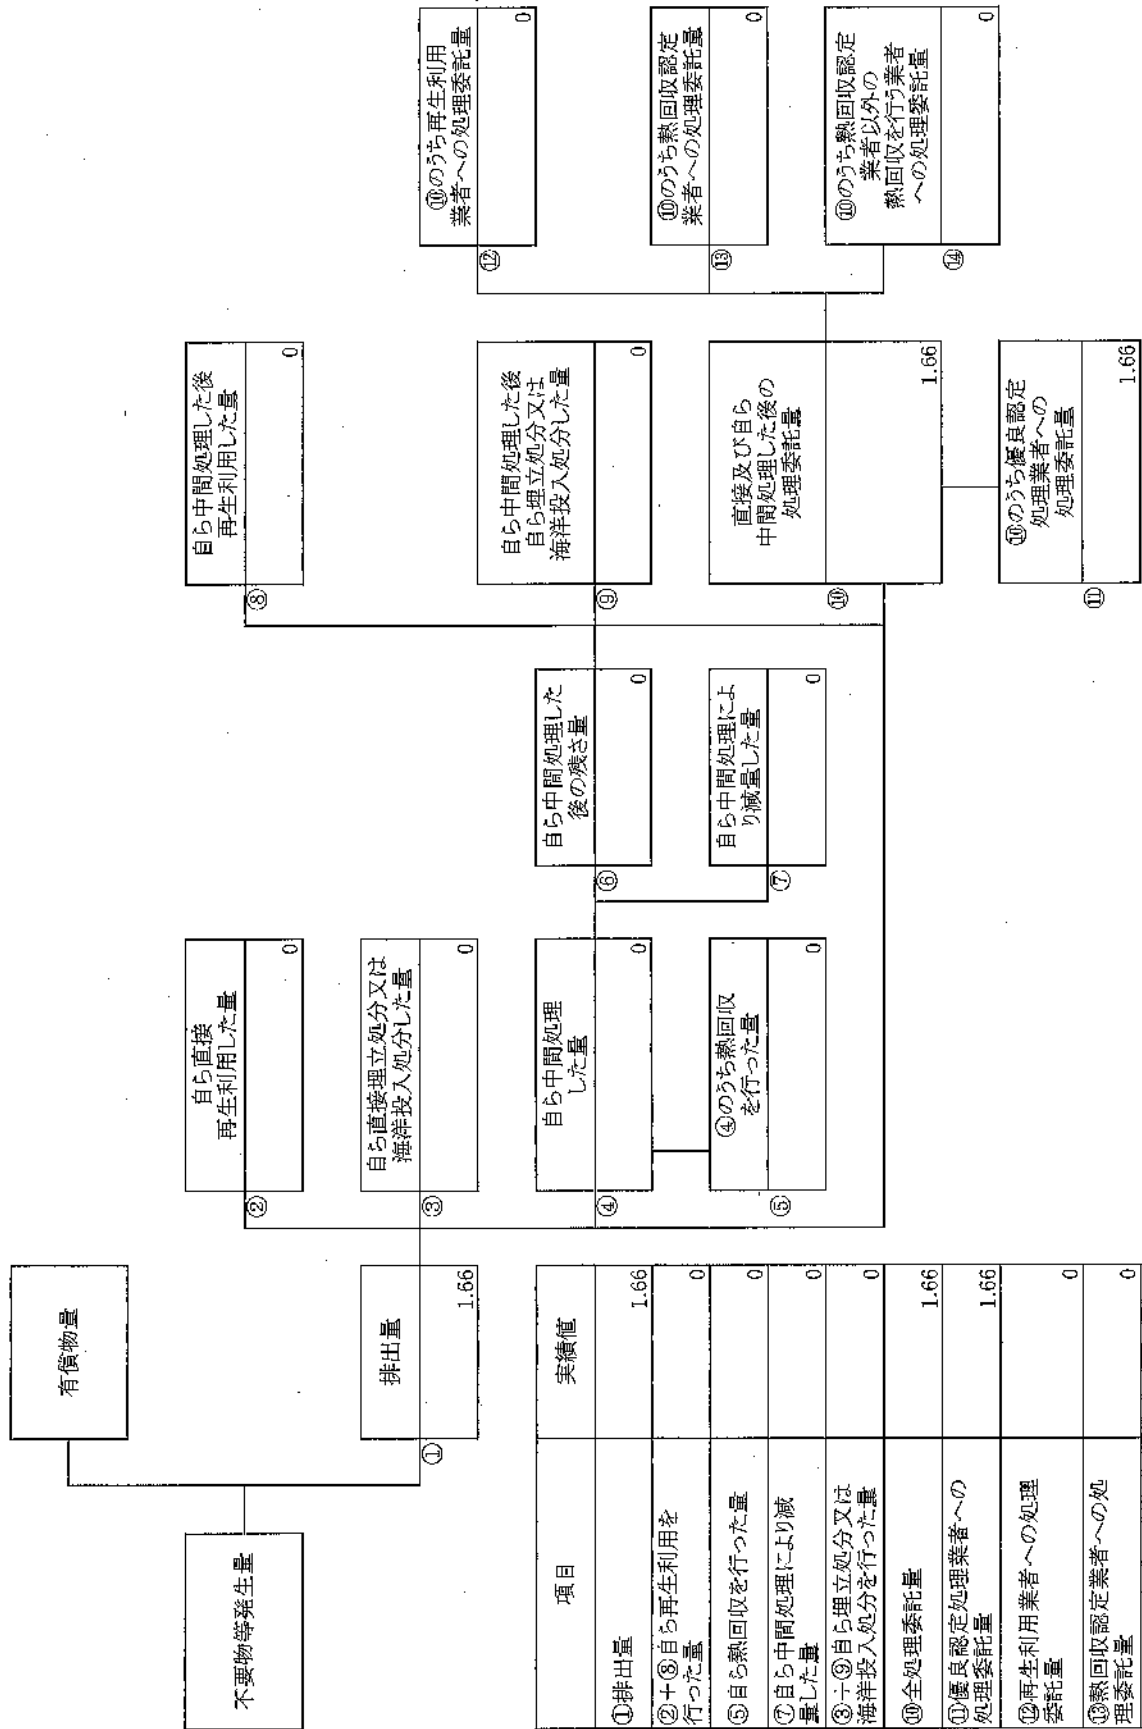 不要物等発生量
有償物量
①
排出量
1.66
②
自ら直接
再生利用した量
0
③
自ら直接埋立処分又は
海洋投入処分した量
0
④
自ら中間処理
した量
0
⑤
④のうち熱回収
を行った量
0
⑥
自ら中間処理した
後の残さ量
0
⑦
自ら中間処理によ
り減量した量
0
⑧
自ら中間処理した後
再生利用した量
0
⑨
自ら中間処理した後
自ら埋立処分又は
海洋投入処分した量
0
⑩
直接及び自ら
中間処理した後の
処理委託量
1.66
⑪
⑩のうち優良認定
処理業者への
処理委託量
1.66
⑫
⑩のうち再生利用
業者への処理委託量
0
⑬
⑩のうち熱回収認定
業者への処理委託量
0
⑭
⑩のうち熱回収認定
業者以外の
熱回収を行う業者
への処理委託量
0
項目 実績値
①排出量 1.66
②+⑧自ら再生利用を
行った量 0
⑤自ら熱回収を行った量 0
⑦自ら中間処理により減
量した量 0
③+⑨自ら埋立処分又は
海洋投入処分を行った量 0
⑩全処理委託量 1.66
⑪優良認定処理業者への
処理委託量 1.66
⑫再生利用業者への処理
委託量 0
⑬熱回収認定業者への処
理委託量 0